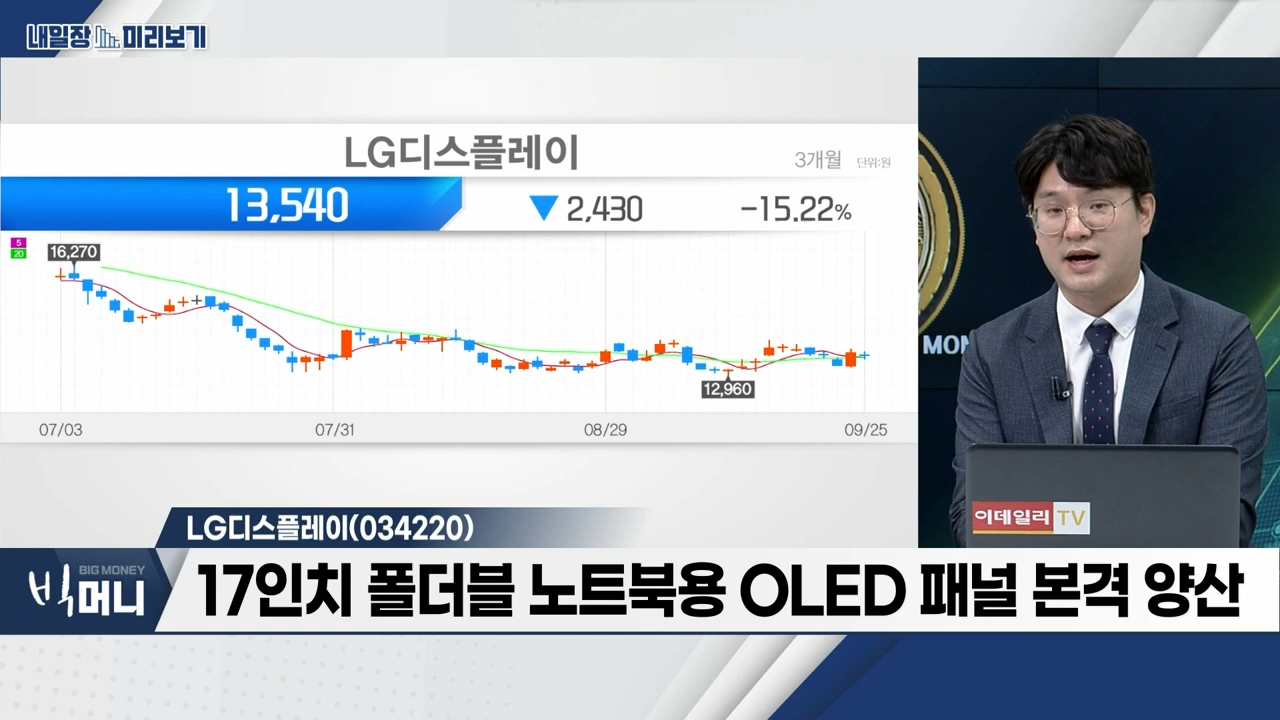 내일장 미리보기
LG디스플레이
3개월 단위:원
13,540 ▼2,430 -15.22%
5
20
16,270
12,960
07/03 07/31 08/29 09/25
MON
이데일리 TV
LG디스플레이(034220)
BIG MONEY
빅머니
17인치 폴더블 노트북용 OLED 패널 본격 양산